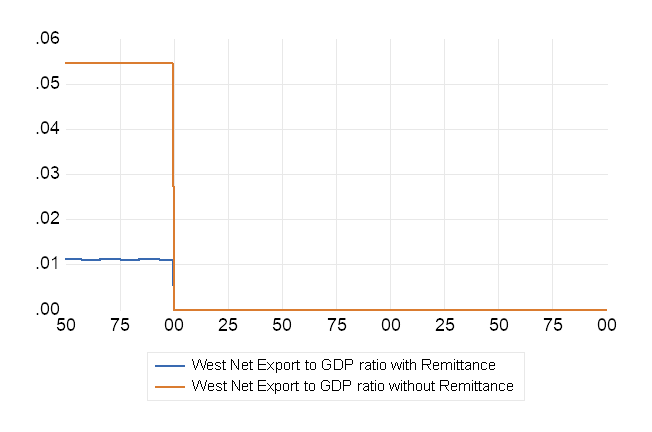 .06
.05
.04
.03
.02
.01
.00
50 75 00 25 50 75 00 25 50 75 00
West Net Export to GDP ratio with Remittance
West Net Export to GDP ratio without Remittance